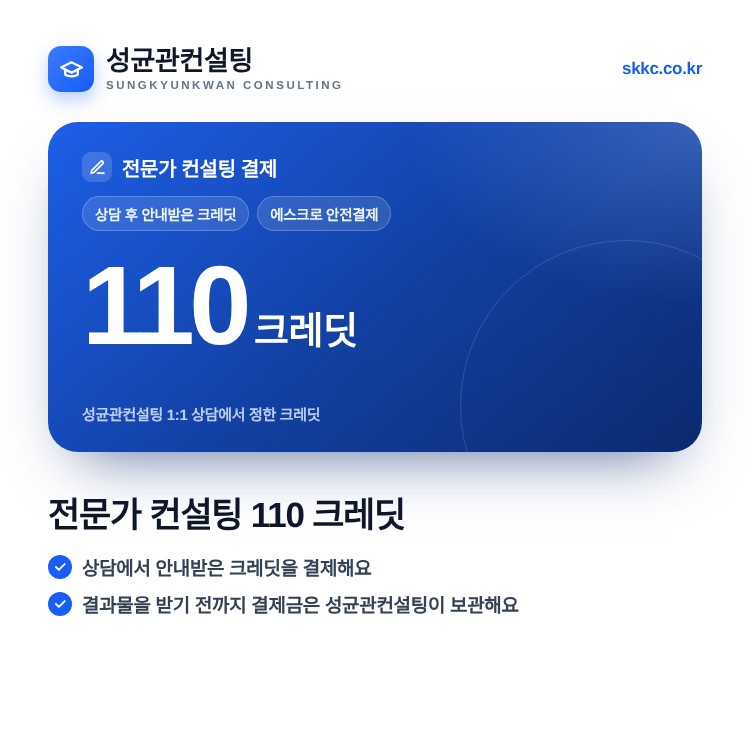 성균관컨설팅
SUNGKYUNKWAN CONSULTING
skkc.co.kr
전문가 컨설팅 결제
상담 후 안내받은 크레딧
에스크로 안전결제
110 크레딧
성균관컨설팅 1:1 상담에서 정한 크레딧
전문가 컨설팅 110 크레딧
상담에서 안내받은 크레딧을 결제해요
결과물을 받기 전까지 결제금은 성균관컨설팅이 보관해요